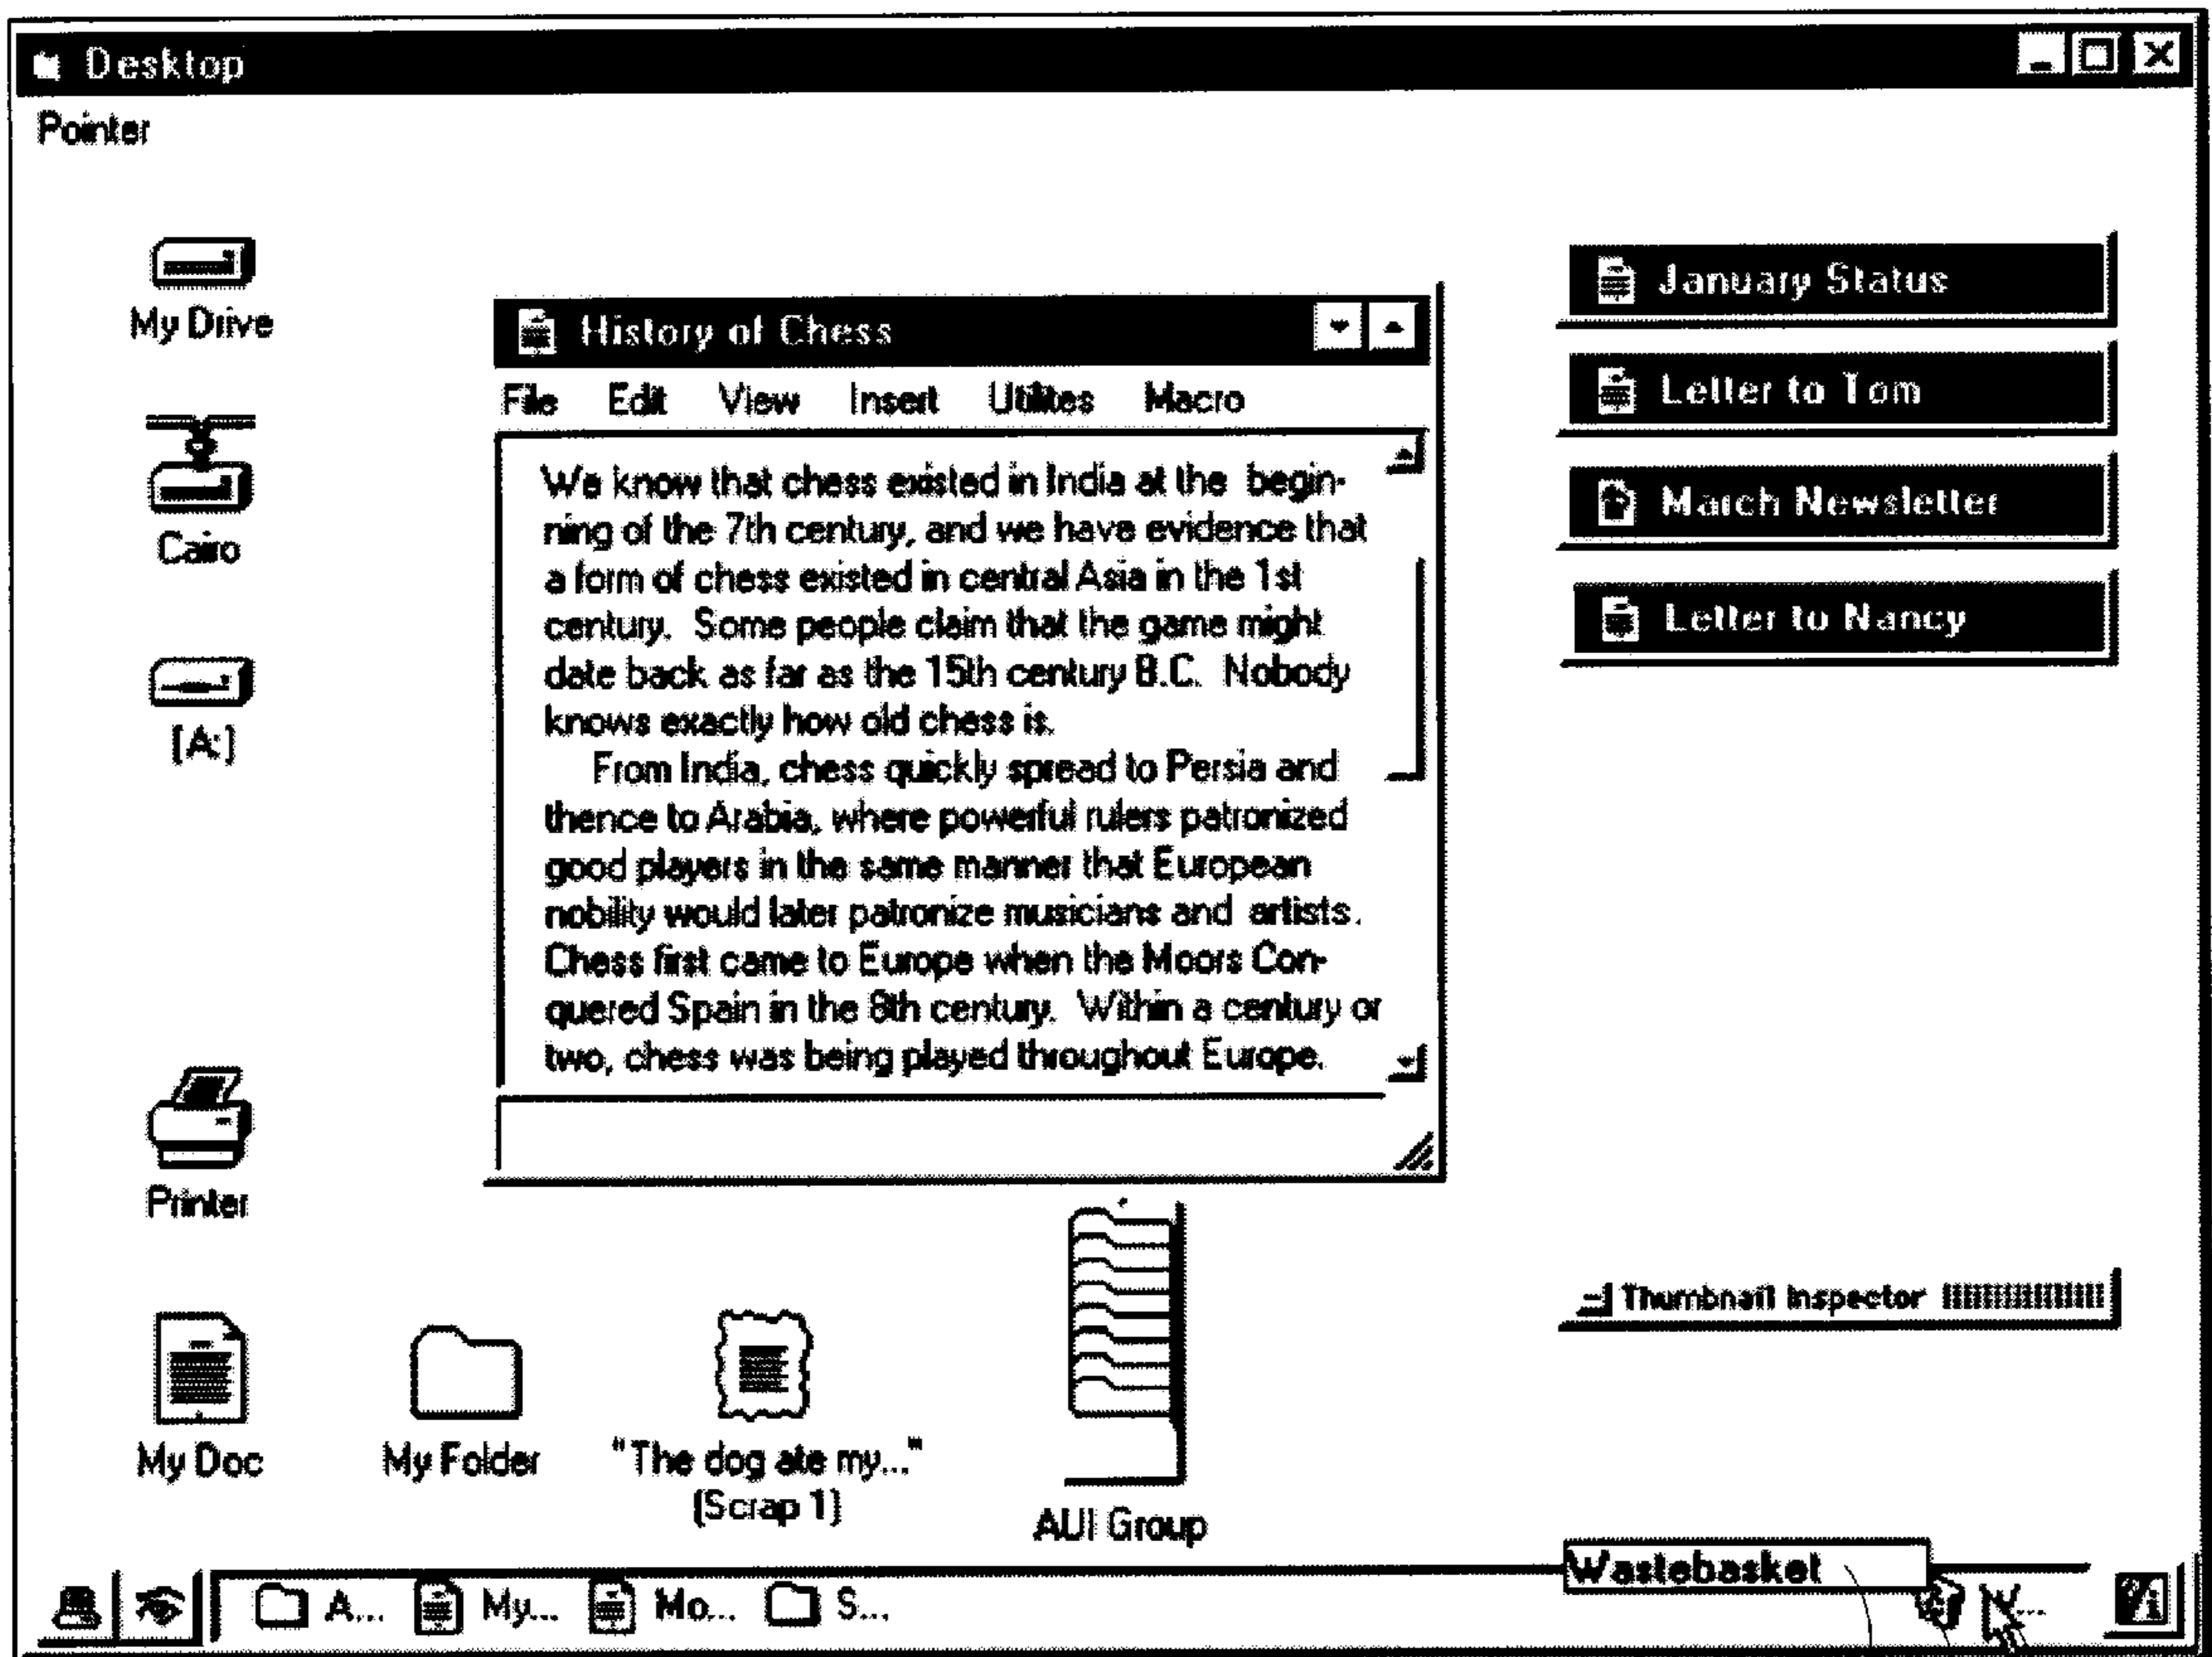 Desktop
Pointer
My Drive
Cairo
[A:]
Printer
My Doc
My Folder
"The dog ate my..."
(Scrap 1)
AUI Group
History of Chess
File Edit View Insert Utilites Macro
We know that chess existed in India at the begin-
ning of the 7th century, and we have evidence that
a form of chess existed in central Asia in the 1st
century. Some people claim that the game might
date back as far as the 15th century B.C. Nobody
knows exactly how old chess is.
From India, chess quickly spread to Persia and
thence to Arabia, where powerful rulers patronized
good players in the same manner that European
nobility would later patronize musicians and artists.
Chess first came to Europe when the Moors Con-
quered Spain in the 8th century. Within a century or
two, chess was being played throughout Europe.
January Status
Letter to Tom
March Newsletter
Letter to Nancy
Thumbnail Inspector
Wastebasket
A... My... Mo... S... W...
?/i